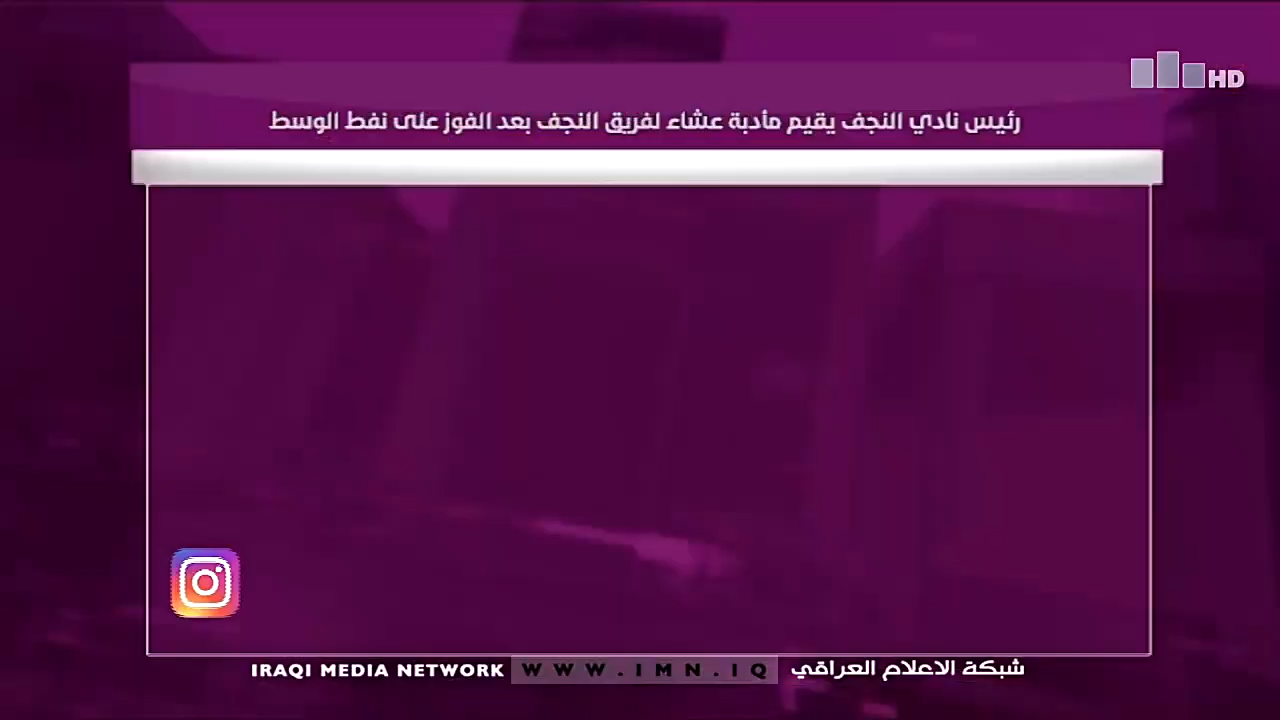 HD
رئيس نادي النجف يقيم مأدبة عشاء لفريق النجف بعد الفوز على نفط الوسط
IRAQI MEDIA NETWORK WWW.IMN.IQ شبكة الاعلام العراقي